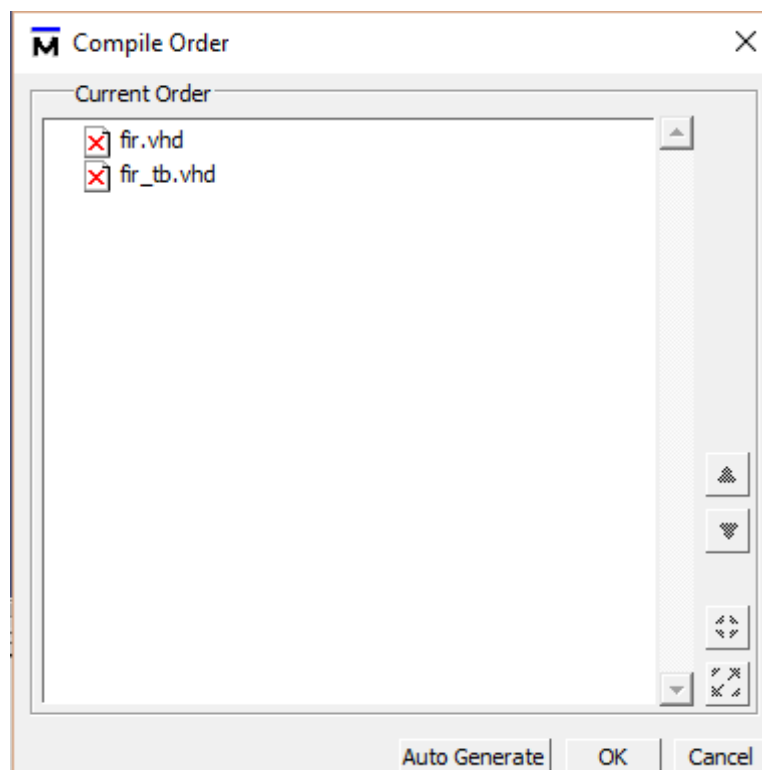 M Compile Order
Current Order
fir.vhd
fir_tb.vhd
Auto Generate OK Cancel